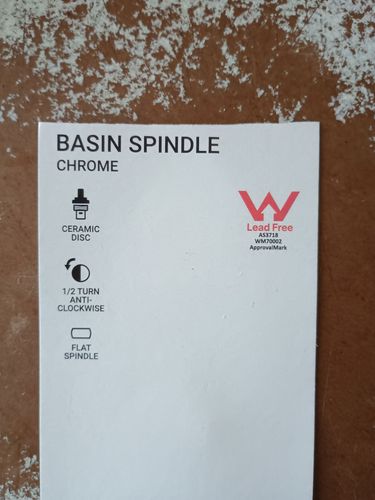 BASIN SPINDLE
CHROME
CERAMIC
DISC
1/2 TURN
ANTI-
CLOCKWISE
FLAT
SPINDLE
Lead Free
AS3718
WM70002
ApprovalMark